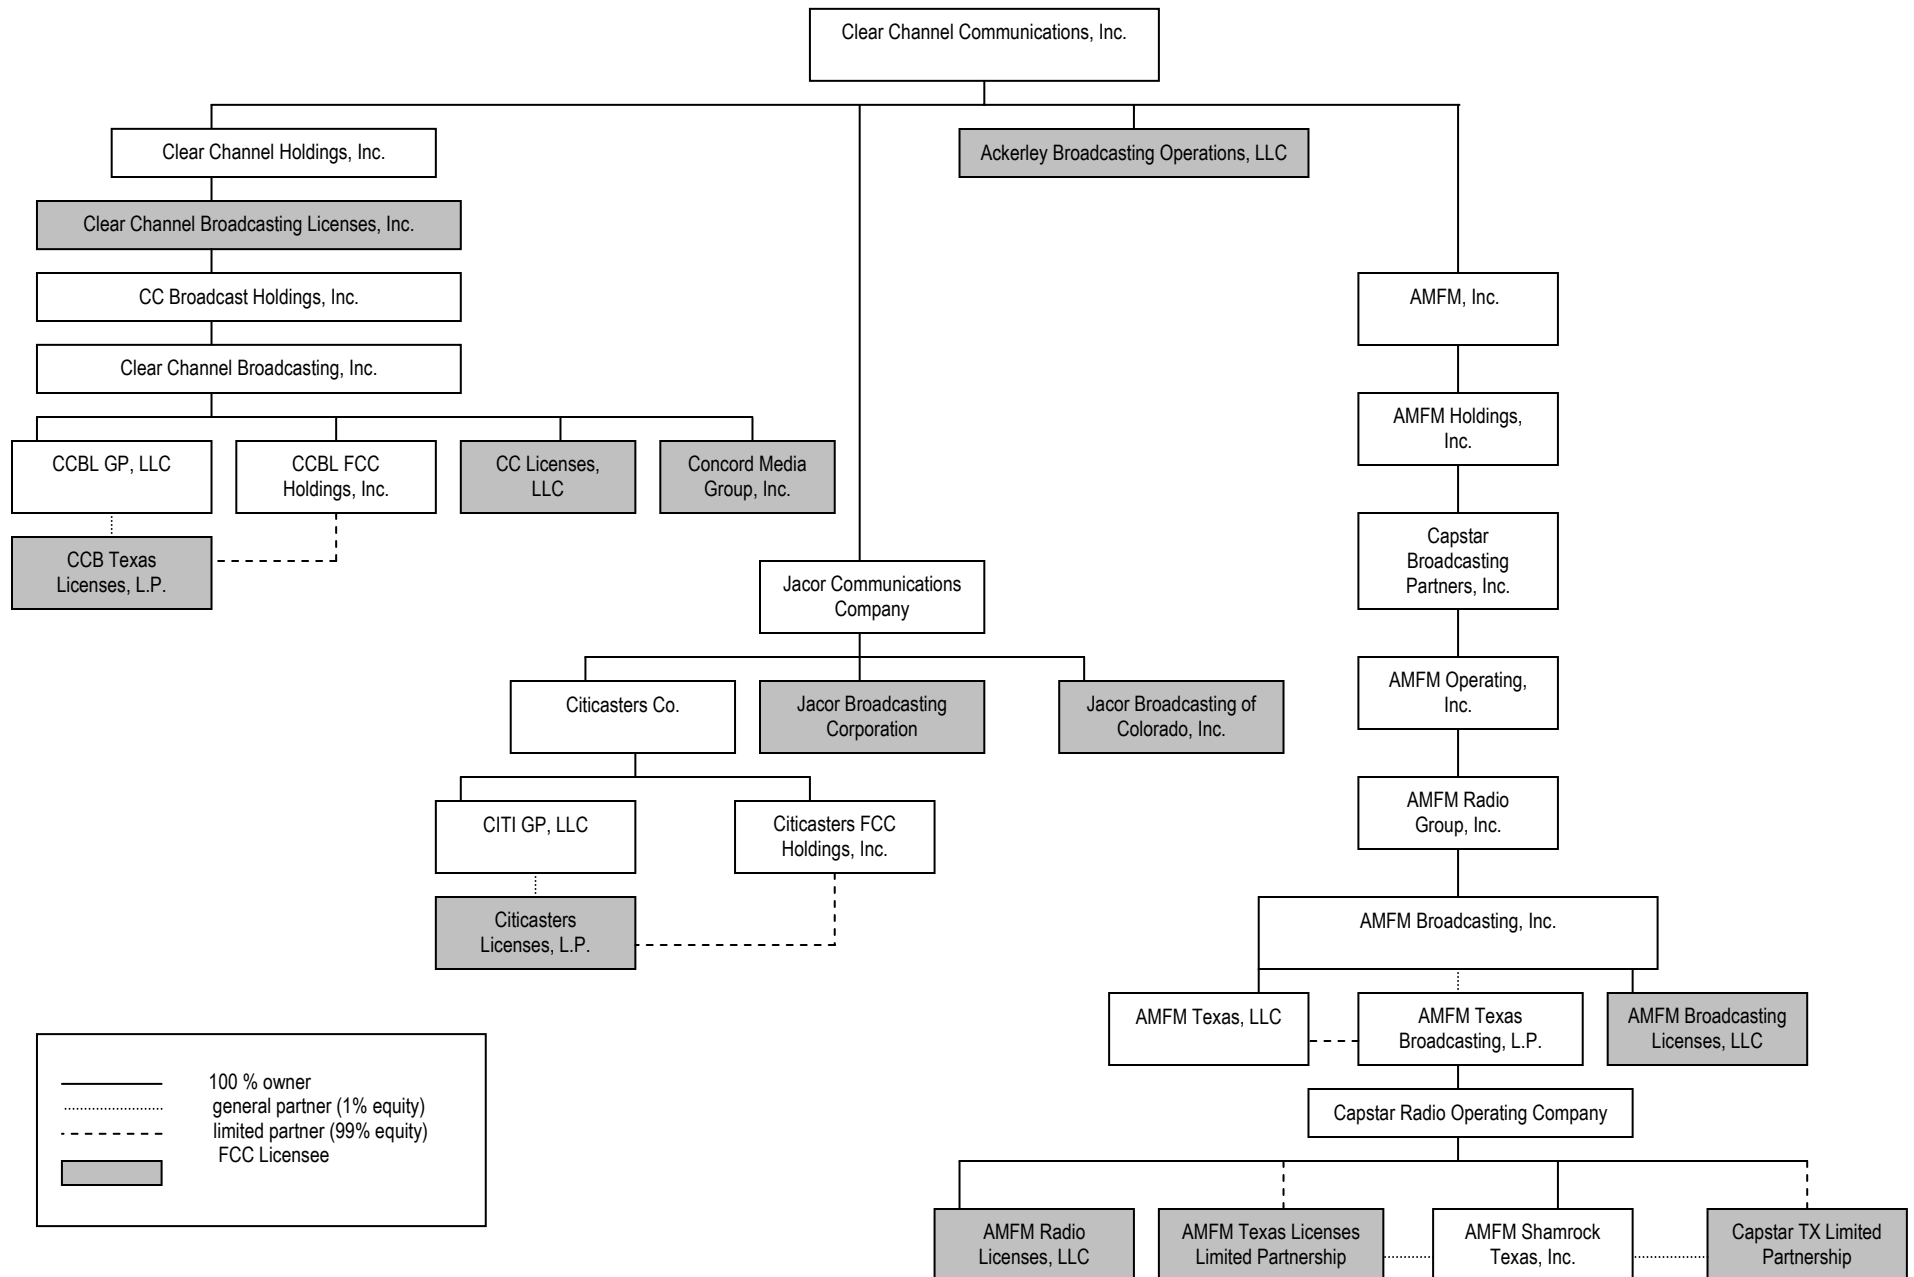 Clear Channel Communications, Inc.
Clear Channel Holdings, Inc.
Ackerley Broadcasting Operations, LLC
Clear Channel Broadcasting Licenses, Inc.
CC Broadcast Holdings, Inc.
AMFM, Inc.
Clear Channel Broadcasting, Inc.
AMFM Holdings,
Inc.
CCBL GP, LLC
CCBL FCC
Holdings, Inc.
CC Licenses,
LLC
Concord Media
Group, Inc.
Capstar
Broadcasting
Partners, Inc.
CCB Texas
Licenses, L.P.
Jacor Communications
Company
AMFM Operating,
Inc.
Citicasters Co.
Jacor Broadcasting
Corporation
Jacor Broadcasting of
Colorado, Inc.
AMFM Radio
Group, Inc.
CITI GP, LLC
Citicasters FCC
Holdings, Inc.
Citicasters
Licenses, L.P.
AMFM Broadcasting, Inc.
AMFM Texas, LLC
AMFM Texas
Broadcasting, L.P.
AMFM Broadcasting
Licenses, LLC
100 % owner
general partner (1% equity)
limited partner (99% equity)
FCC Licensee
Capstar Radio Operating Company
AMFM Radio
Licenses, LLC
AMFM Texas Licenses
Limited Partnership
AMFM Shamrock
Texas, Inc.
Capstar TX Limited
Partnership